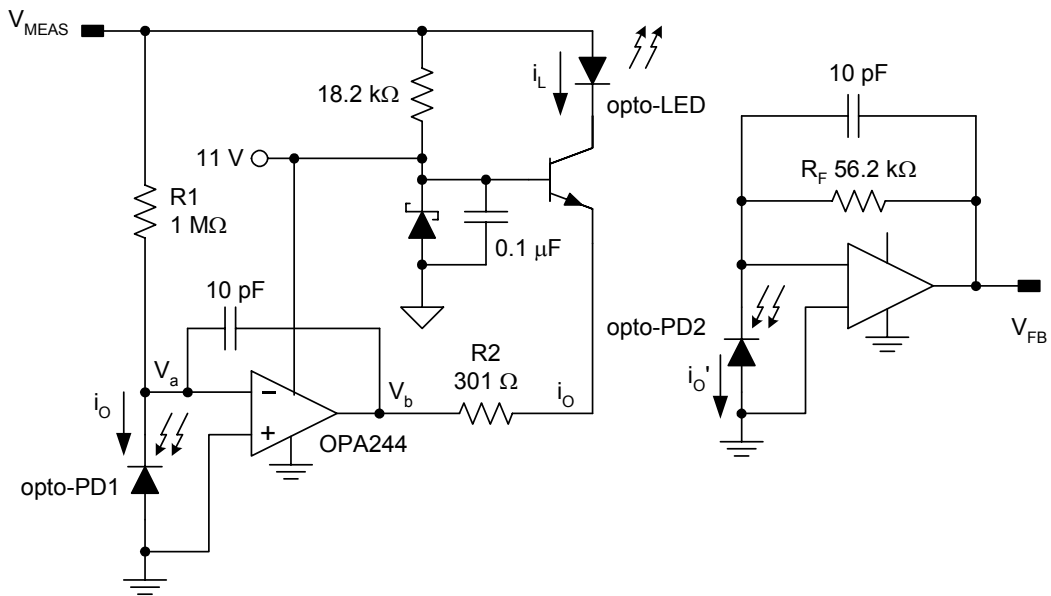 V_MEAS
18.2 kΩ
i_L
opto-LED
10 pF
R_F 56.2 kΩ
11 V
R1
1 MΩ
0.1 μF
10 pF
opto-PD2
V_FB
V_a
R2
301 Ω
V_b
i_O
i_O'
i_O
−
+
OPA244
opto-PD1